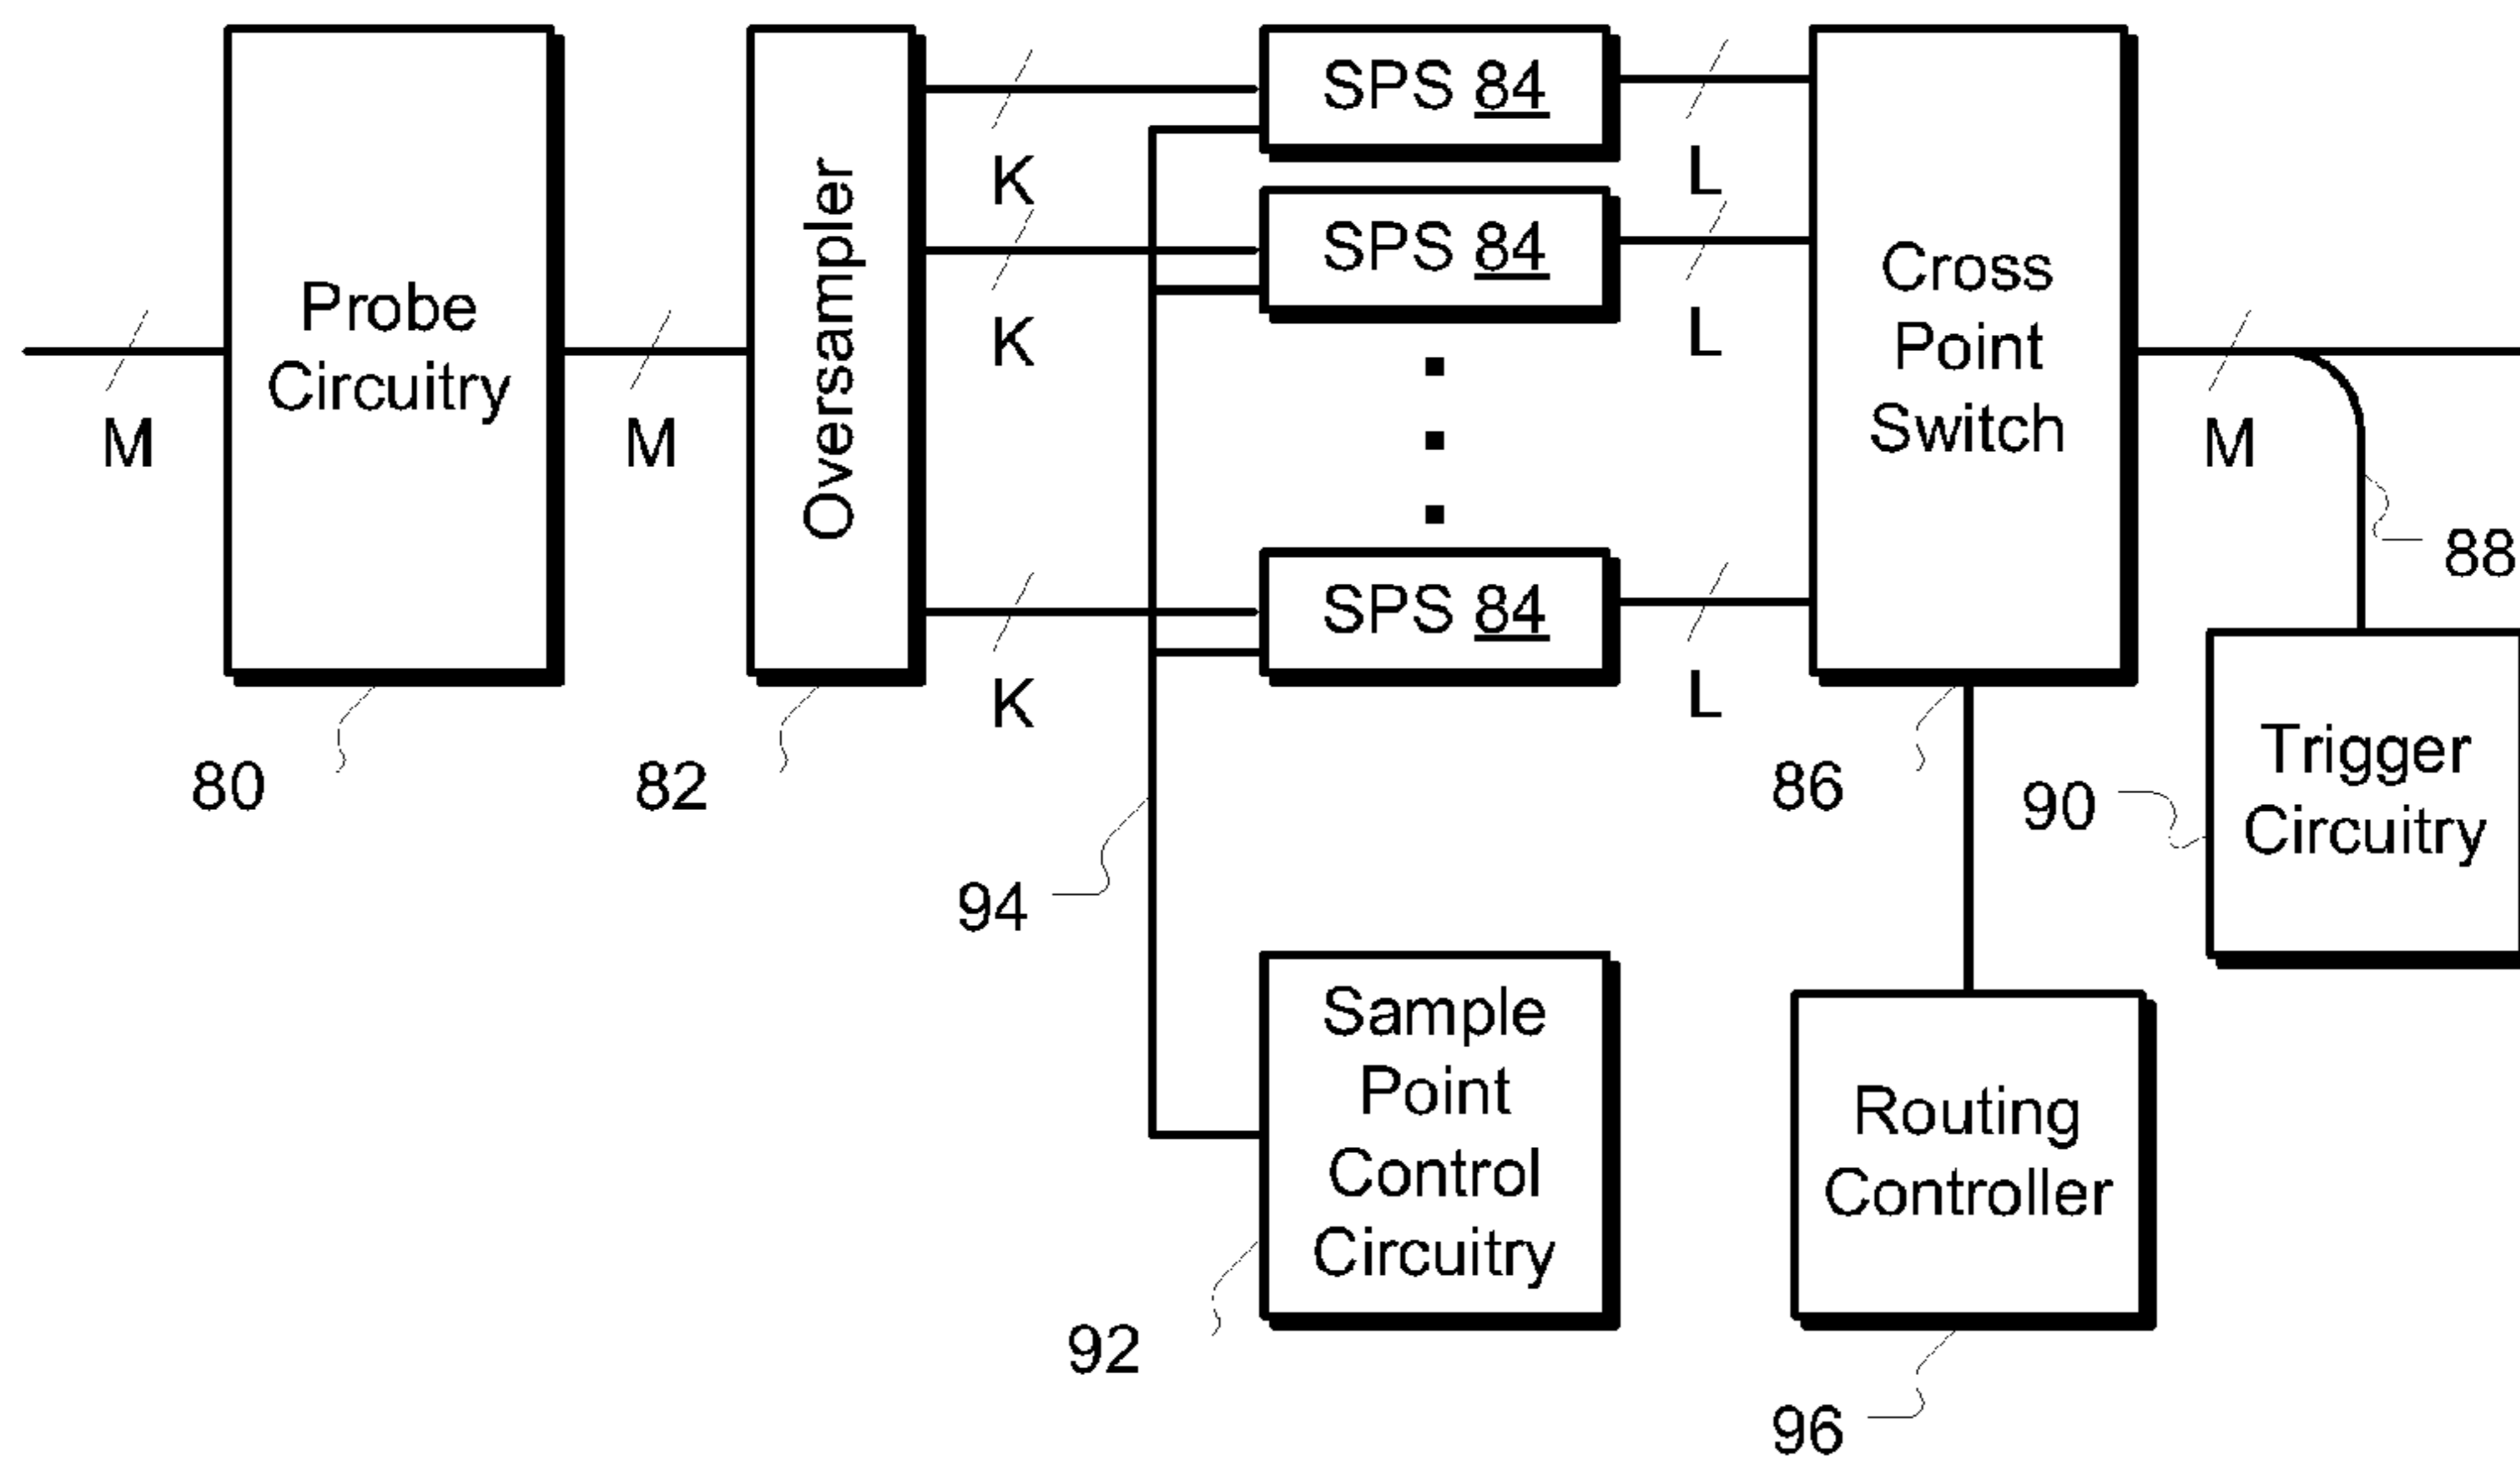 SPS 84
K
L
SPS 84
K
L
Probe
Circuitry
M
M
Oversampler
Cross
Point
Switch
M
88
SPS 84
K
L
80
82
86
90
Trigger
Circuitry
94
Sample
Point
Control
Circuitry
92
Routing
Controller
96